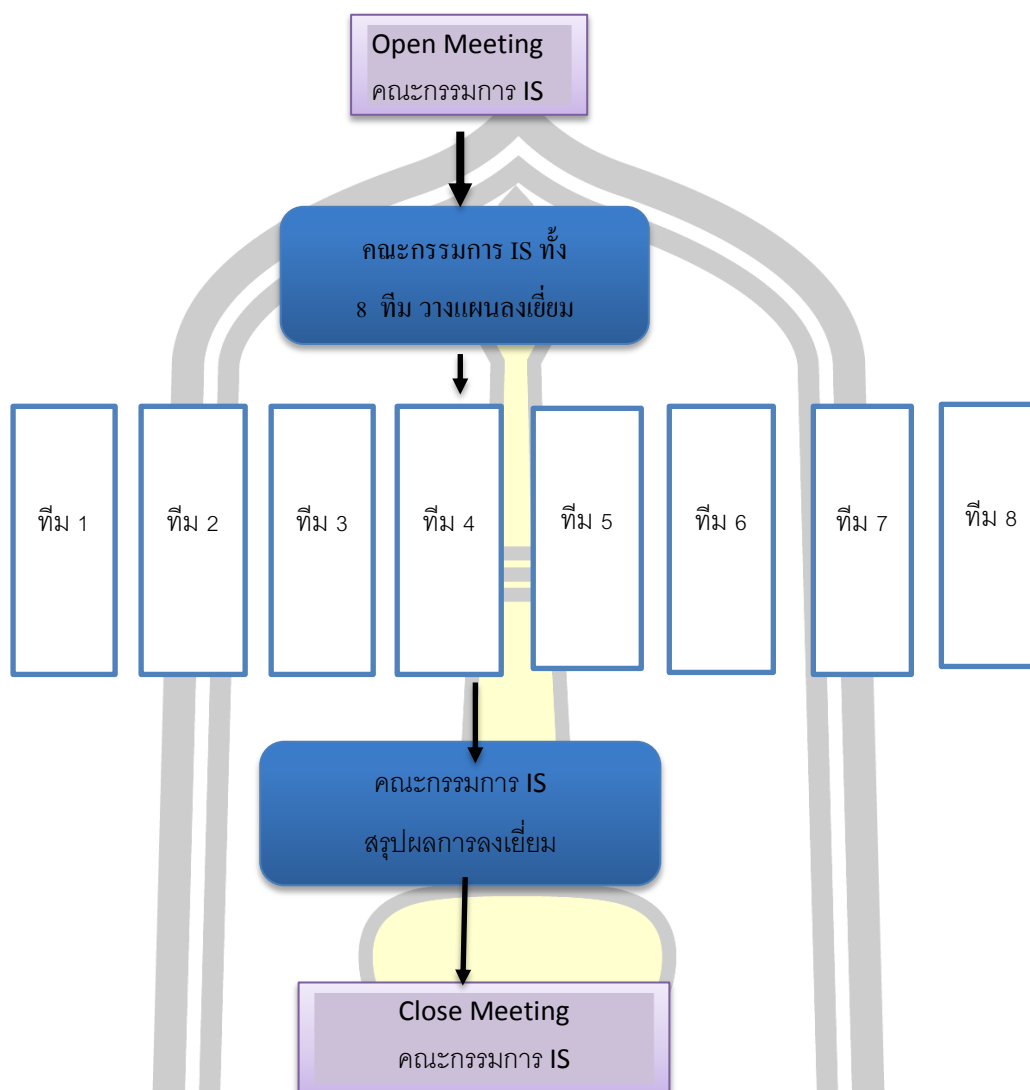 Open Meeting
คณะกรรมการ IS
คณะกรรมการ IS ทั้ง
8 ทีม วางแผนลงเยี่ยม
ทีม 1
ทีม 2
ทีม 3
ทีม 4
ทีม 5
ทีม 6
ทีม 7
ทีม 8
คณะกรรมการ IS
สรุปผลการลงเยี่ยม
Close Meeting
คณะกรรมการ IS